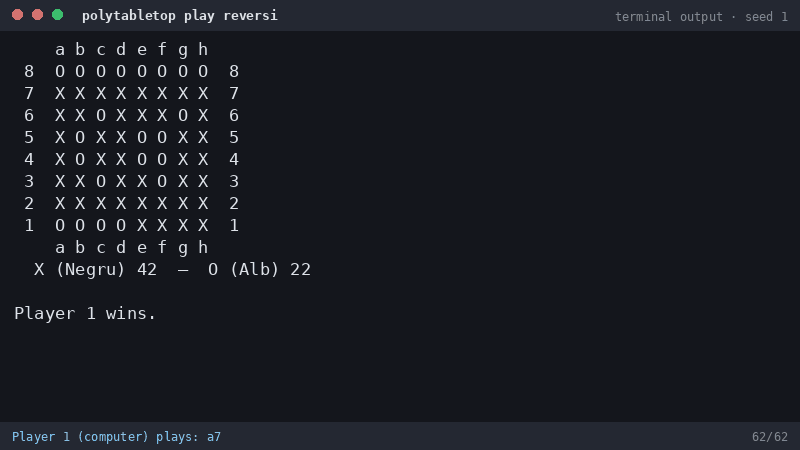 polytabletop play reversi
terminal output · seed 1
a b c d e f g h
8 O O O O O O O O 8
7 X X X X X X X X 7
6 X X O X X X O X 6
5 X O X X O O X X 5
4 X O X X O O X X 4
3 X X O X X O X X 3
2 X X X X X X X X 2
1 O O O O X X X X 1
a b c d e f g h
X (Negru) 42 — O (Alb) 22
Player 1 wins.
Player 1 (computer) plays: a7
62/62